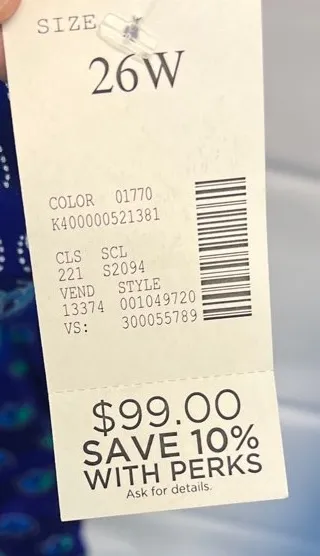 SIZE
26W
COLOR 01770
K400000521381
CLS SCL
221 S2094
VEND STYLE
13374 001049720
VS: 300055789
$99.00
SAVE 10%
WITH PERKS
Ask for details.